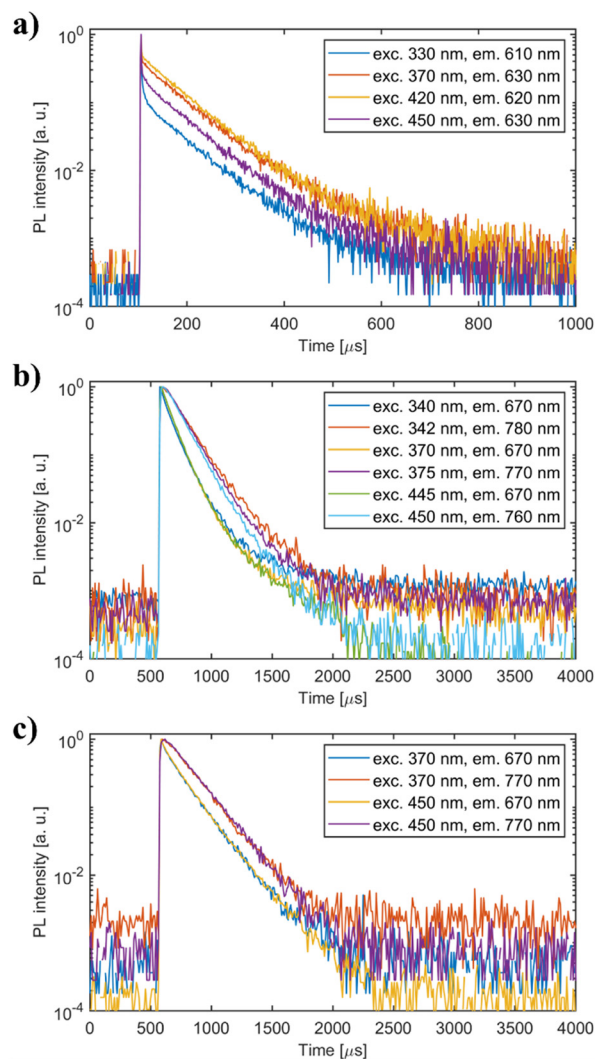 a)
10^0
10^-2
10^-4
PL intensity [a. u.]
exc. 330 nm, em. 610 nm
exc. 370 nm, em. 630 nm
exc. 420 nm, em. 620 nm
exc. 450 nm, em. 630 nm
0 200 400 600 800 1000
Time [μs]
b)
10^0
10^-2
10^-4
PL intensity [a. u.]
exc. 340 nm, em. 670 nm
exc. 342 nm, em. 780 nm
exc. 370 nm, em. 670 nm
exc. 375 nm, em. 770 nm
exc. 445 nm, em. 670 nm
exc. 450 nm, em. 760 nm
0 500 1000 1500 2000 2500 3000 3500 4000
Time [μs]
c)
10^0
10^-2
10^-4
PL intensity [a. u.]
exc. 370 nm, em. 670 nm
exc. 370 nm, em. 770 nm
exc. 450 nm, em. 670 nm
exc. 450 nm, em. 770 nm
0 500 1000 1500 2000 2500 3000 3500 4000
Time [μs]